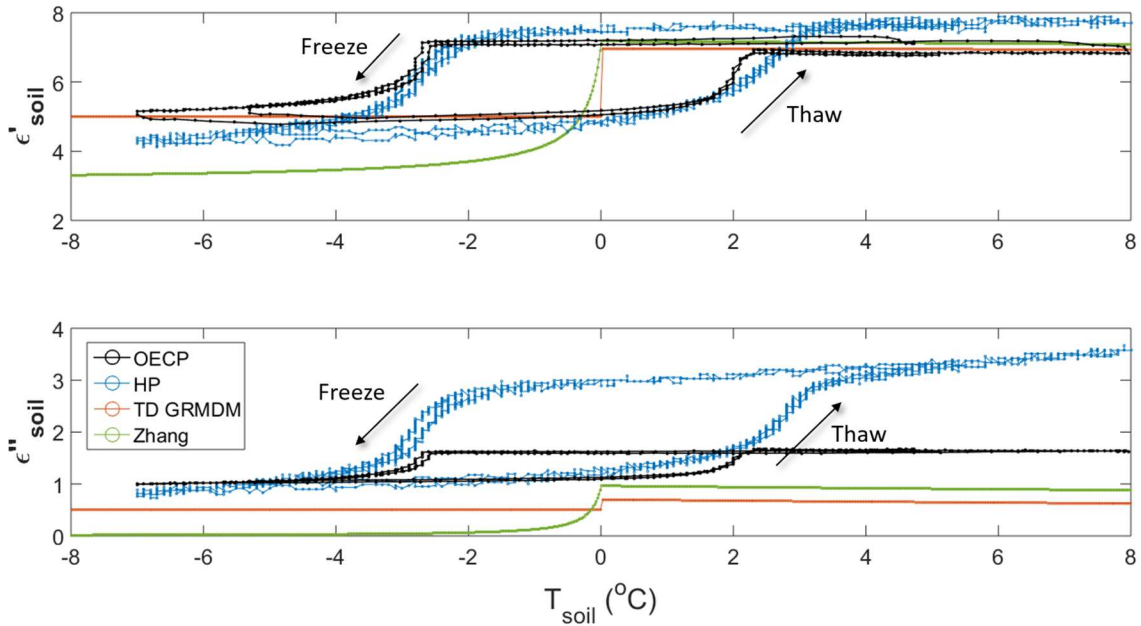 8
6
4
2
ϵ'soil
Freeze
Thaw
-8 -6 -4 -2 0 2 4 6 8
4
3
2
1
0
ϵ''soil
OECP
HP
TD GRMDM
Zhang
Freeze
Thaw
-8 -6 -4 -2 0 2 4 6 8
Tsoil (°C)